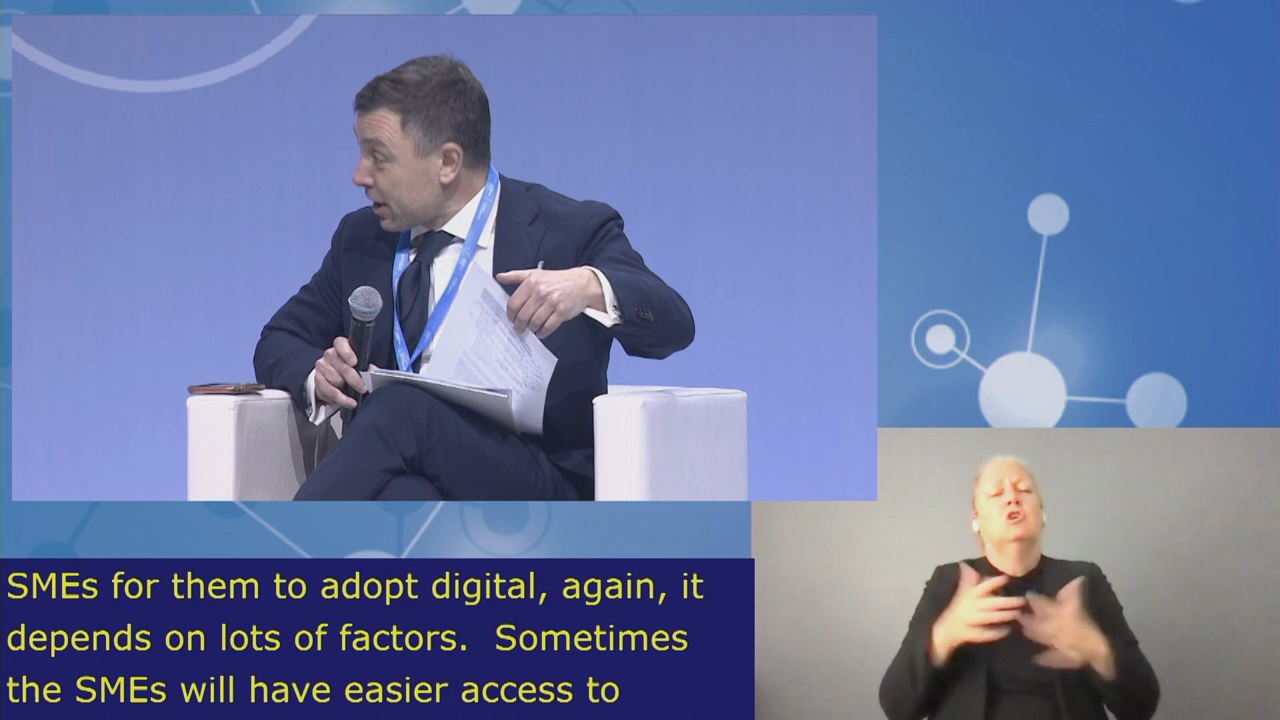 SMEs for them to adopt digital, again, it
depends on lots of factors.  Sometimes
the SMEs will have easier access to